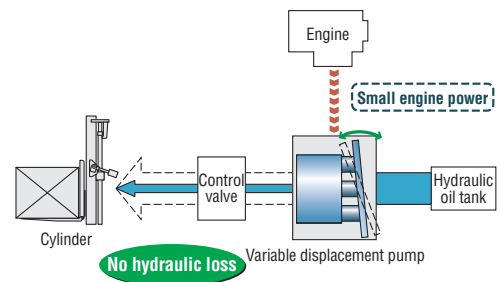 Engine
Small engine power
Control
valve
Hydraulic
oil tank
Cylinder
No hydraulic loss
Variable displacement pump